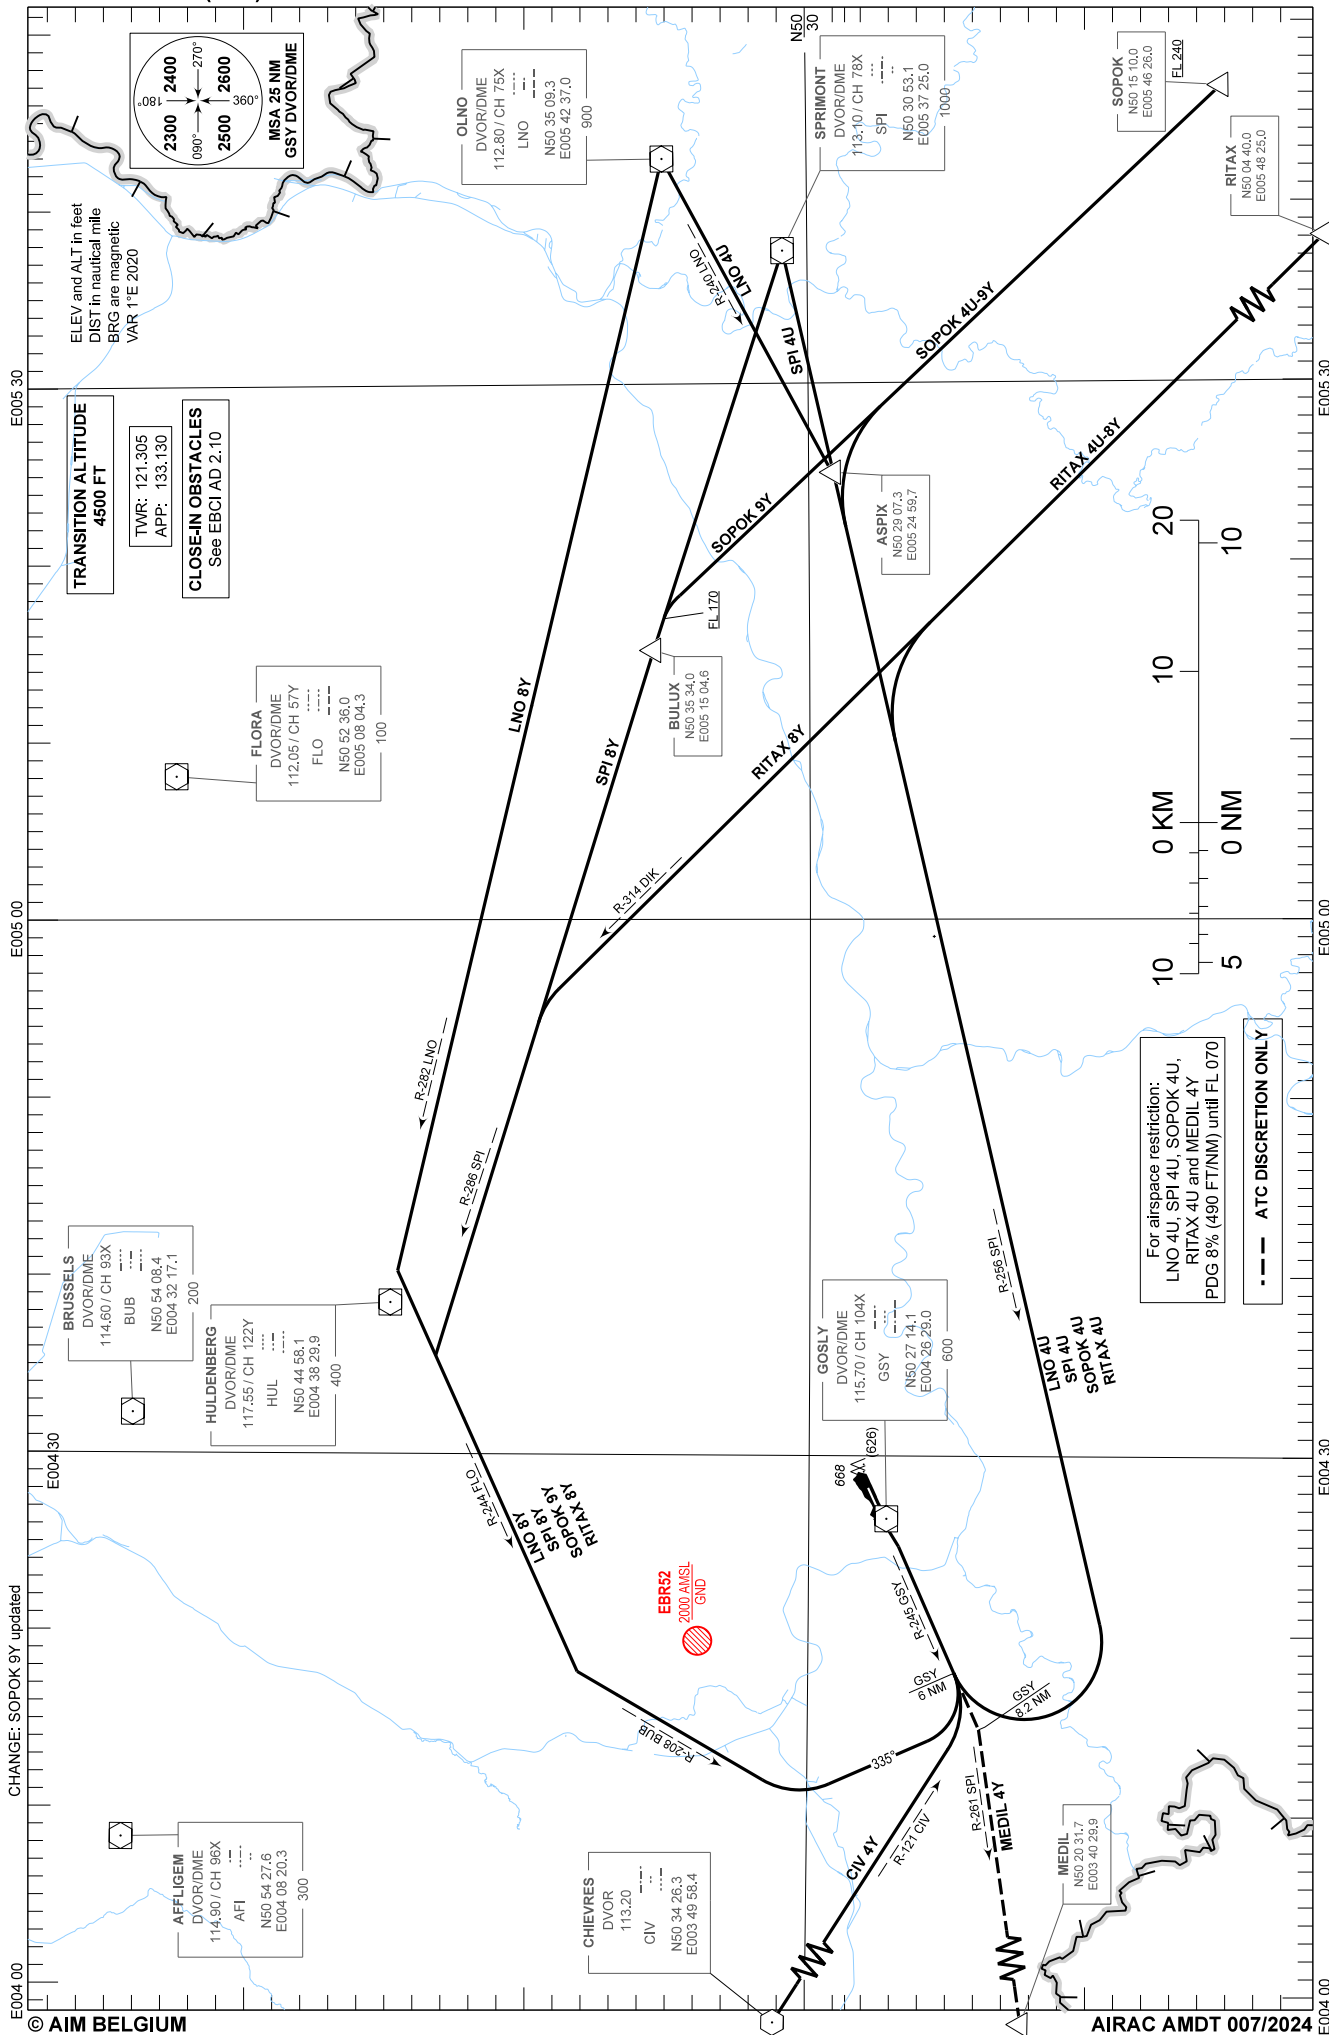 CHANGE: SOPOK 9Y updated
E004 00
E004 30
E005 00
E005 30
AFFLIGEM
DVOR/DME
114.90 / CH 96X
AFI
N50 54 27.6
E004 08 20.3
300
BRUSSELS
DVOR/DME
114.60 / CH 93X
BUB
N50 54 08.4
E004 32 17.1
200
HULDENBERG
DVOR/DME
117.55 / CH 122Y
HUL
N50 44 58.1
E004 38 29.9
400
FLORA
DVOR/DME
112.05 / CH 57Y
FLO
N50 52 36.0
E005 08 04.3
100
TRANSITION ALTITUDE
4500 FT
TWR: 121.305
APP: 133.130
CLOSE-IN OBSTACLES
See EBCI AD 2.10
ELEV and ALT in feet
DIST in nautical mile
BRG are magnetic
VAR 1°E 2020
180°
270°
360°
090°
2300
2400
2500
2600
MSA 25 NM
GSY DVOR/DME
OLNO
DVOR/DME
112.80 / CH 75X
LNO
N50 35 09.3
E005 42 37.0
900
SPRIMONT
DVOR/DME
113.10 / CH 78X
SPI
N50 30 53.1
E005 37 25.0
1000
N50
30
SOPOK
N50 15 10.0
E005 46 26.0
FL 240
RITAX
N50 04 40.0
E005 48 25.0
ASPIX
N50 29 07.3
E005 24 59.7
BULUX
N50 35 34.0
E005 15 04.6
FL 170
LNO 8Y
SPI 8Y
RITAX 8Y
SOPOK 9Y
SPI 4U
LNO 4U
R-240 LNO
SOPOK 4U-9Y
RITAX 4U-8Y
R-314 DIK
R-282 LNO
R-286 SPI
R-244 FLO
LNO 8Y
SPI 8Y
SOPOK 9Y
RITAX 8Y
EBR52
2000 AMSL
GND
R-208 BUB
335°
GOSLY
DVOR/DME
115.70 / CH 104X
GSY
N50 27 14.1
E004 26 29.0
600
668
(626)
R-245 GSY
GSY
6 NM
GSY
8.2 NM
R-256 SPI
LNO 4U
SPI 4U
SOPOK 4U
RITAX 4U
CHIEVRES
DVOR
113.20
CIV
N50 34 26.3
E003 49 58.4
CIV 4Y
R-121 CIV
R-261 SPI
MEDIL 4Y
MEDIL
N50 20 31.7
E003 40 29.9
For airspace restriction:
LNO 4U, SPI 4U, SOPOK 4U,
RITAX 4U and MEDIL 4Y
PDG 8% (490 FT/NM) until FL 070
ATC DISCRETION ONLY
10 0 KM 10 20
5 0 NM 10
E004 00
E004 30
E005 00
E005 30
© AIM BELGIUM
AIRAC AMDT 007/2024